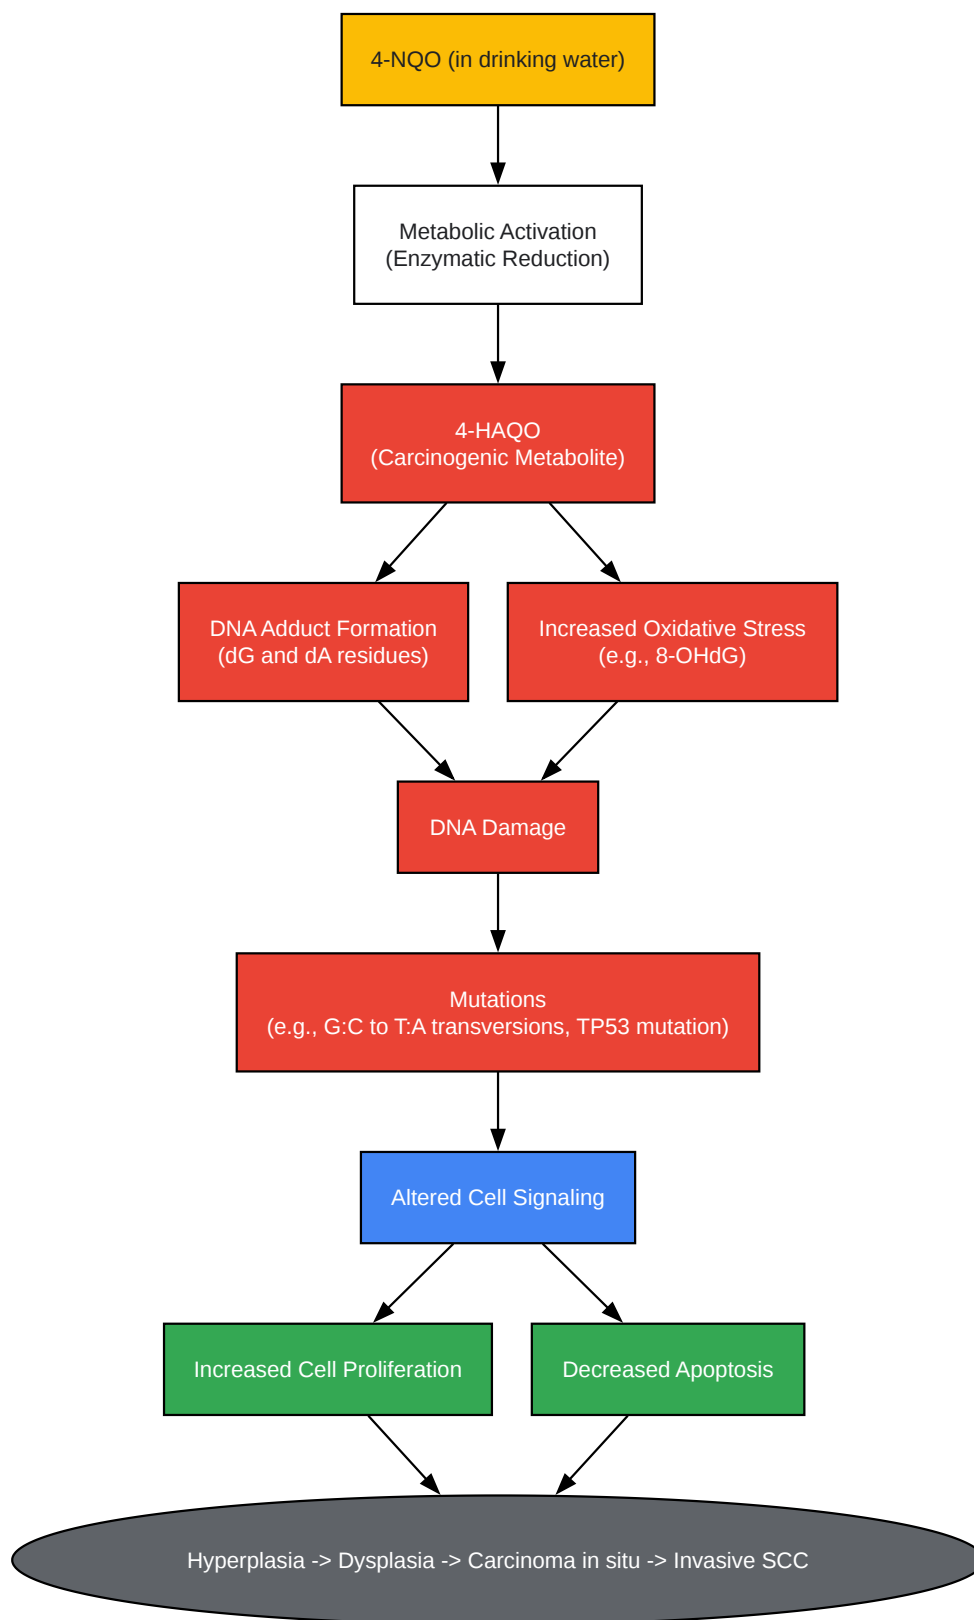 4-NQO (in drinking water)
Metabolic Activation
(Enzymatic Reduction)
4-HAQO
(Carcinogenic Metabolite)
DNA Adduct Formation
(dG and dA residues)
Increased Oxidative Stress
(e.g., 8-OHdG)
DNA Damage
Mutations
(e.g., G:C to T:A transversions, TP53 mutation)
Altered Cell Signaling
Increased Cell Proliferation
Decreased Apoptosis
Hyperplasia -> Dysplasia -> Carcinoma in situ -> Invasive SCC